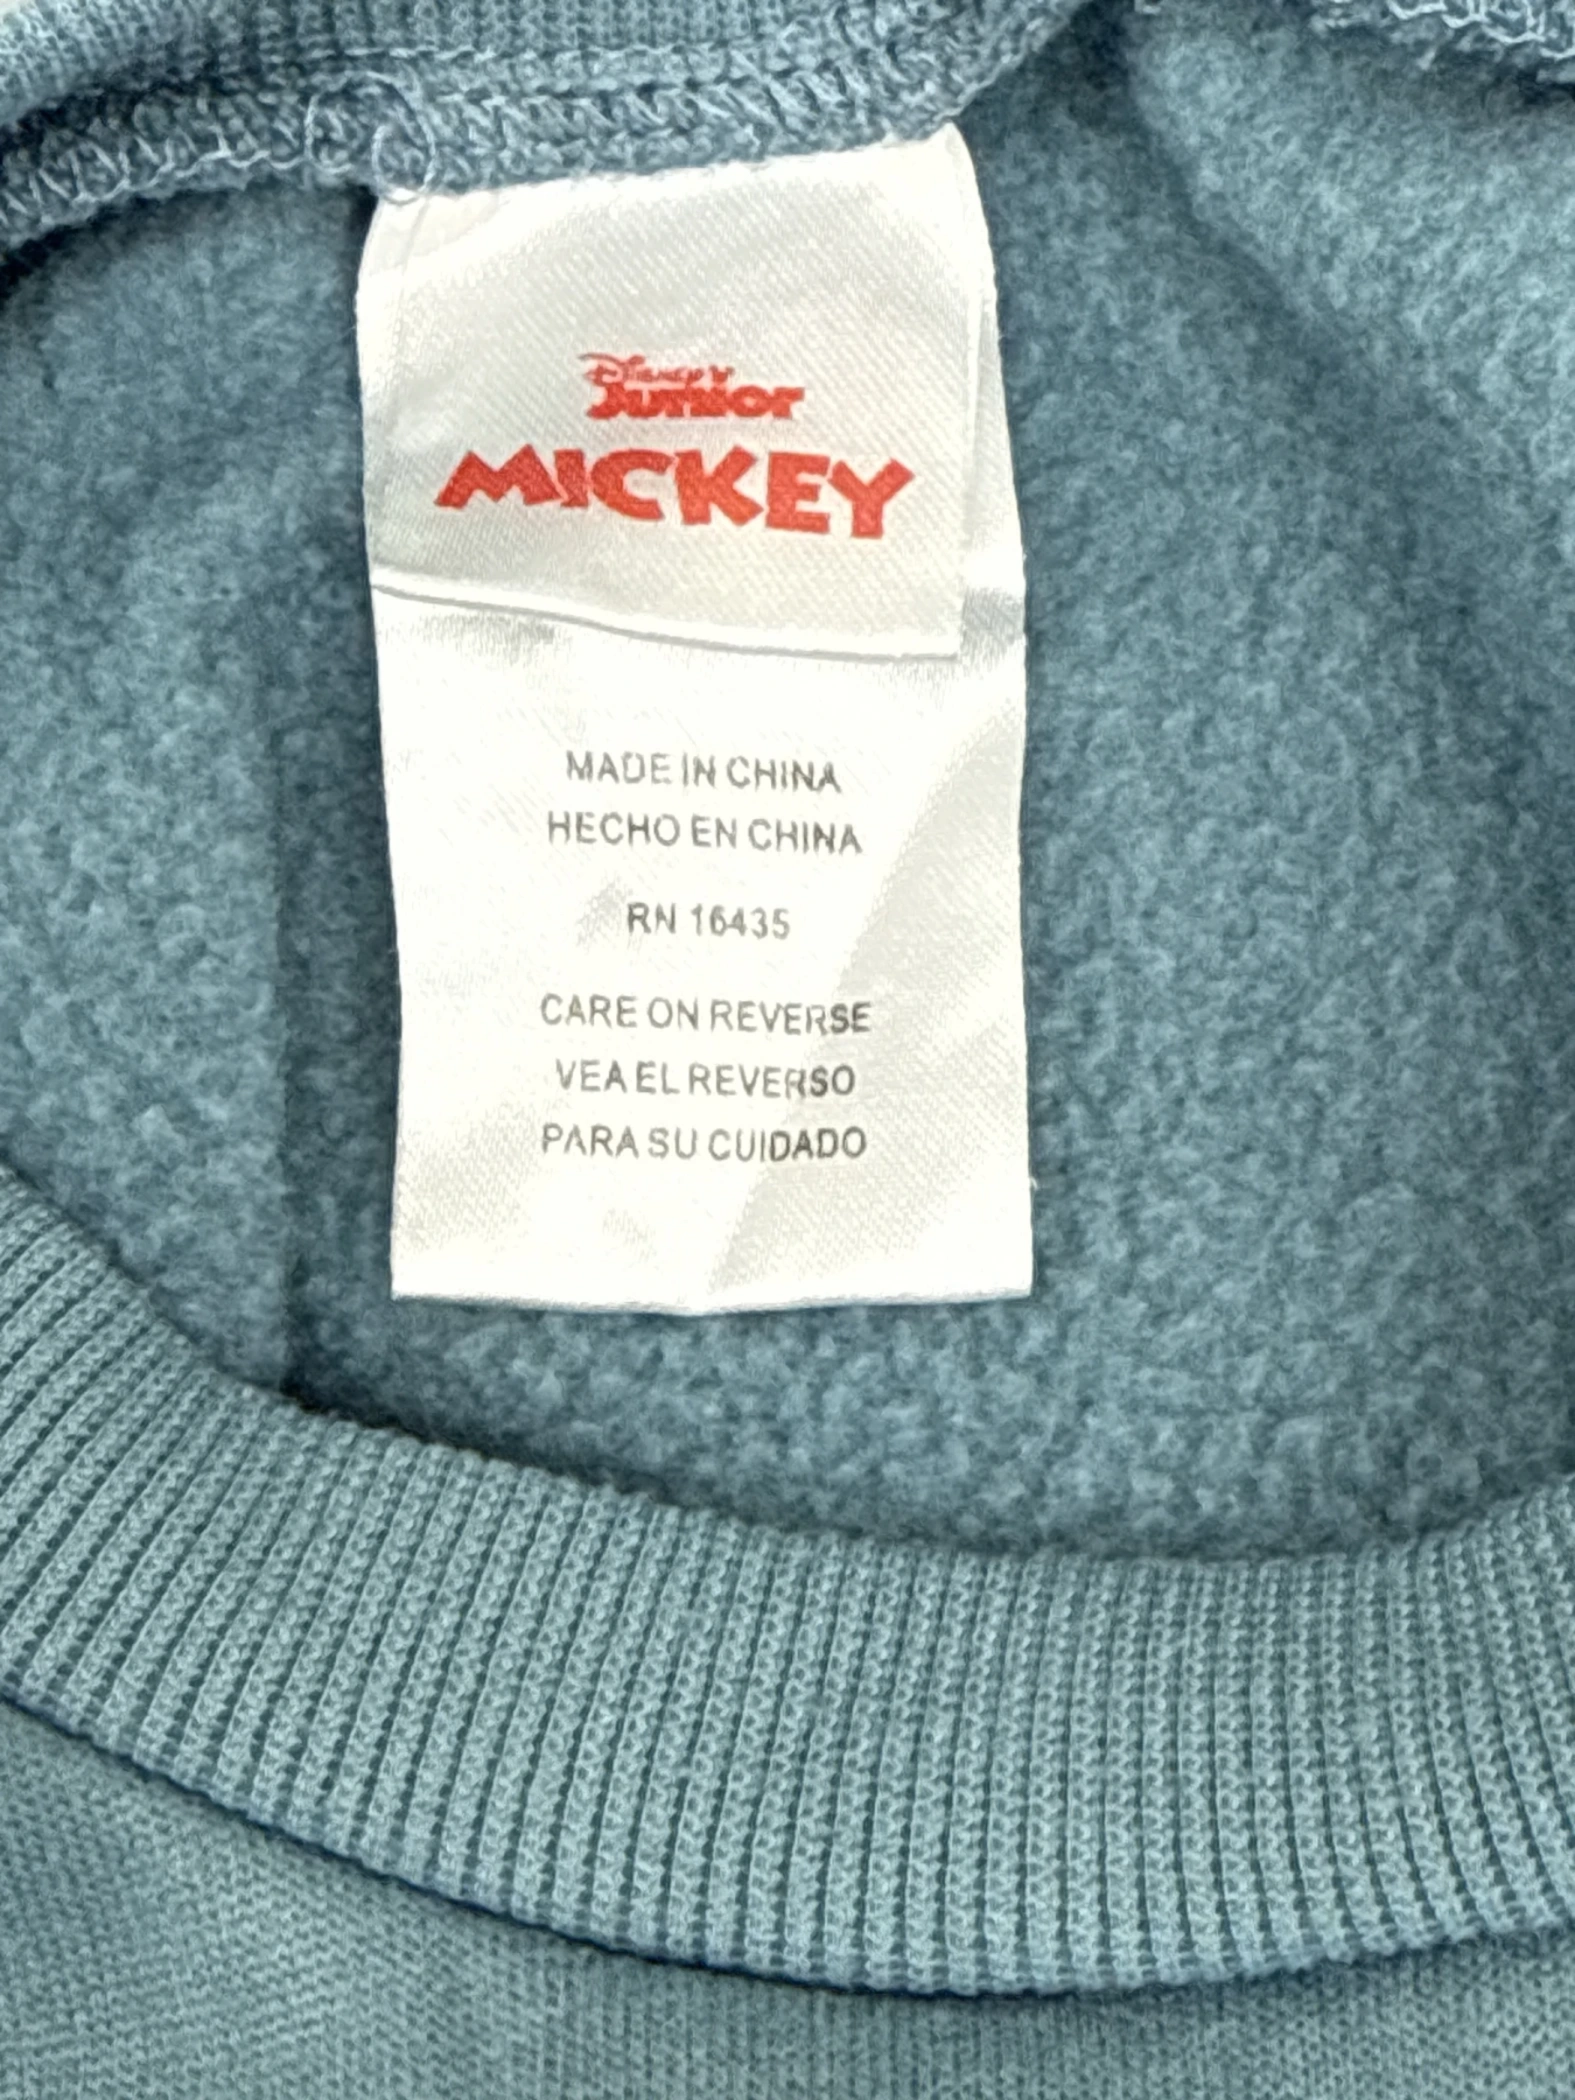 Disney
Junior
MICKEY
MADE IN CHINA
HECHO EN CHINA
RN 16435
CARE ON REVERSE
VEA EL REVERSO
PARA SU CUIDADO